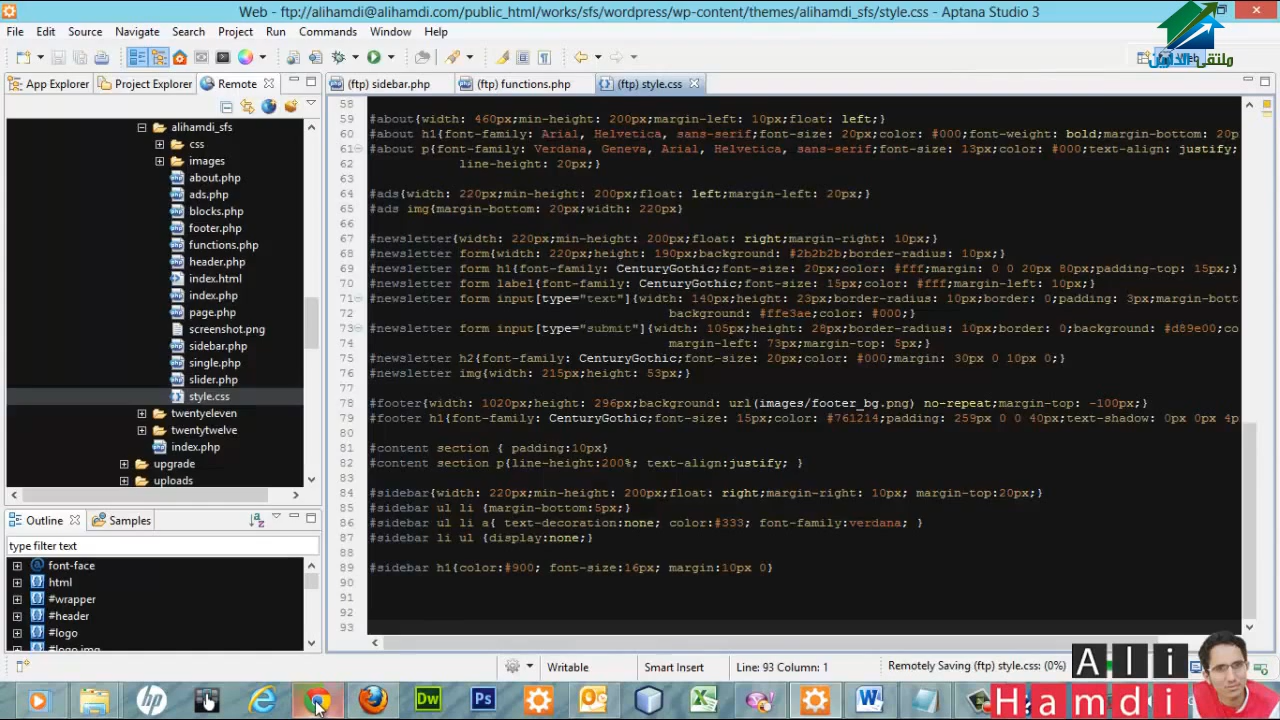 Web - ftp://alihamdi@alihamdi.com/public_html/works/sfs/wordpress/wp-content/themes/alihamdi_sfs/style.css - Aptana Studio 3
File Edit Source Navigate Search Project Run Commands Window Help
ملتقى الدارين
App Explorer Project Explorer Remote
(ftp) sidebar.php (ftp) functions.php (ftp) style.css
alihamdi_sfs
css
images
about.php
ads.php
blocks.php
footer.php
functions.php
header.php
index.html
index.php
page.php
screenshot.png
sidebar.php
single.php
slider.php
style.css
twentyeleven
twentytwelve
index.php
upgrade
uploads
Outline Samples
type filter text
font-face
html
#wrapper
#header
#logo
#logo img
58
59 #about{width: 460px;min-height: 200px;margin-left: 10px;float: left;}
60 #about h1{font-family: Arial, Helvetica, sans-serif;font-size: 20px;color: #000;font-weight: bold;margin-bottom: 20p
61 #about p{font-family: Verdana, Geneva, Arial, Helvetica, sans-serif;font-size: 13px;color: #000;text-align: justify;
62 line-height: 20px;}
63
64 #ads{width: 220px;min-height: 200px;float: left;margin-left: 20px;}
65 #ads img{margin-bottom: 20px;width: 220px}
66
67 #newsletter{width: 220px;min-height: 200px;float: right;margin-right: 10px;}
68 #newsletter form{width: 220px;height: 190px;background: #2b2b2b;border-radius: 10px;}
69 #newsletter form h1{font-family: CenturyGothic;font-size: 20px;color: #fff;margin: 0 0 20px 80px;padding-top: 15px;}
70 #newsletter form label{font-family: CenturyGothic;font-size: 15px;color: #fff;margin-left: 10px;}
71 #newsletter form input[type="text"]{width: 140px;height: 23px;border-radius: 10px;border: 0;padding: 3px;margin-bott
72 background: #ffe3ae;color: #000;}
73 #newsletter form input[type="submit"]{width: 105px;height: 28px;border-radius: 10px;border: 0;background: #d89e00;co
74 margin-left: 73px;margin-top: 5px;}
75 #newsletter h2{font-family: CenturyGothic;font-size: 20px;color: #000;margin: 30px 0 10px 0;}
76 #newsletter img{width: 215px;height: 53px;}
77
78 #footer{width: 1020px;height: 296px;background: url(images/footer_bg.png) no-repeat;margin-top: -100px;}
79 #footer h1{font-family: CenturyGothic;font-size: 15px;color: #761214;padding: 259px 0 0 40px;text-shadow: 0px 0px 4p
80
81 #content section { padding:10px}
82 #content section p{line-height:200%; text-align:justify; }
83
84 #sidebar{width: 220px;min-height: 200px;float: right;margin-right: 10px; margin-top:20px;}
85 #sidebar ul li {margin-bottom:5px;}
86 #sidebar ul li a{ text-decoration:none; color:#333; font-family:verdana; }
87 #sidebar li ul {display:none;}
88
89 #sidebar h1{color:#900; font-size:16px; margin:10px 0}
90
91
92
93
Writable Smart Insert Line: 93 Column: 1 Remotely Saving (ftp) style.css: (0%)
Ali
Hamdi